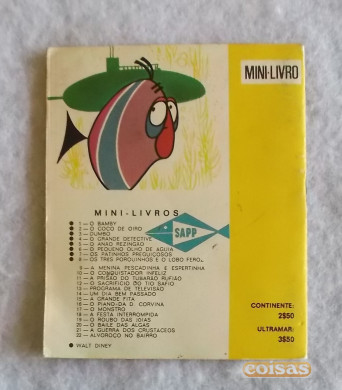 MINI-LIVRO
MINI-LIVROS
SAPP
● 1 — O BAMBY
● 2 — O COCO DE OIRO
● 3 — DUMBO
● 4 — O GRANDE DETECTIVE
● 5 — O ANÃO REZINGÃO
● 6 — O PEQUENO OLHO DE ÁGUIA
● 7 — OS PATINHOS PREGUIÇOSOS
● 8 — OS TRÊS PORQUINHOS E O LOBO FEROZ
9 — A MENINA PESCADINHA E ESPERTINHA
10 — O CONQUISTADOR INFELIZ
11 — A PRISÃO DO TUBARÃO RUFIÃO
12 — O SACRIFÍCIO DO TIO SAFIO
13 — PROGRAMA DE TELEVISÃO
14 — UM DIA BEM PASSADO
15 — A GRANDE FITA
16 — O PIANO DA D. CORVINA
17 — O MONSTRO
18 — A FESTA INTERROMPIDA
19 — O ROUBO DAS JOIAS
20 — O BAILE DAS ALGAS
21 — A GUERRA DOS CRUSTÁCEOS
22 — ALVOROÇO NO BAIRRO
● WALT DINEY
CONTINENTE:
2$50
ULTRAMAR:
3$50
coisas